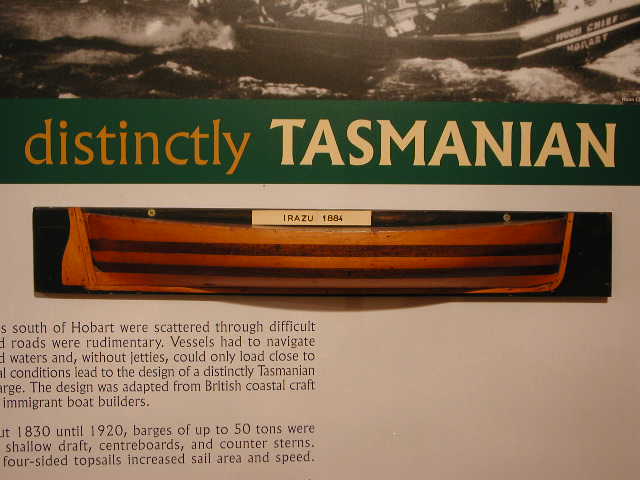 HUON CHIEF
HOBART
distinctly TASMANIAN
IRAZU 1884
s south of Hobart were scattered through difficult
d roads were rudimentary. Vessels had to navigate
d waters and, without jetties, could only load close to
al conditions lead to the design of a distinctly Tasmanian
arge. The design was adapted from British coastal craft
immigrant boat builders.
ut 1830 until 1920, barges of up to 50 tons were
shallow draft, centreboards, and counter sterns.
four-sided topsails increased sail area and speed.